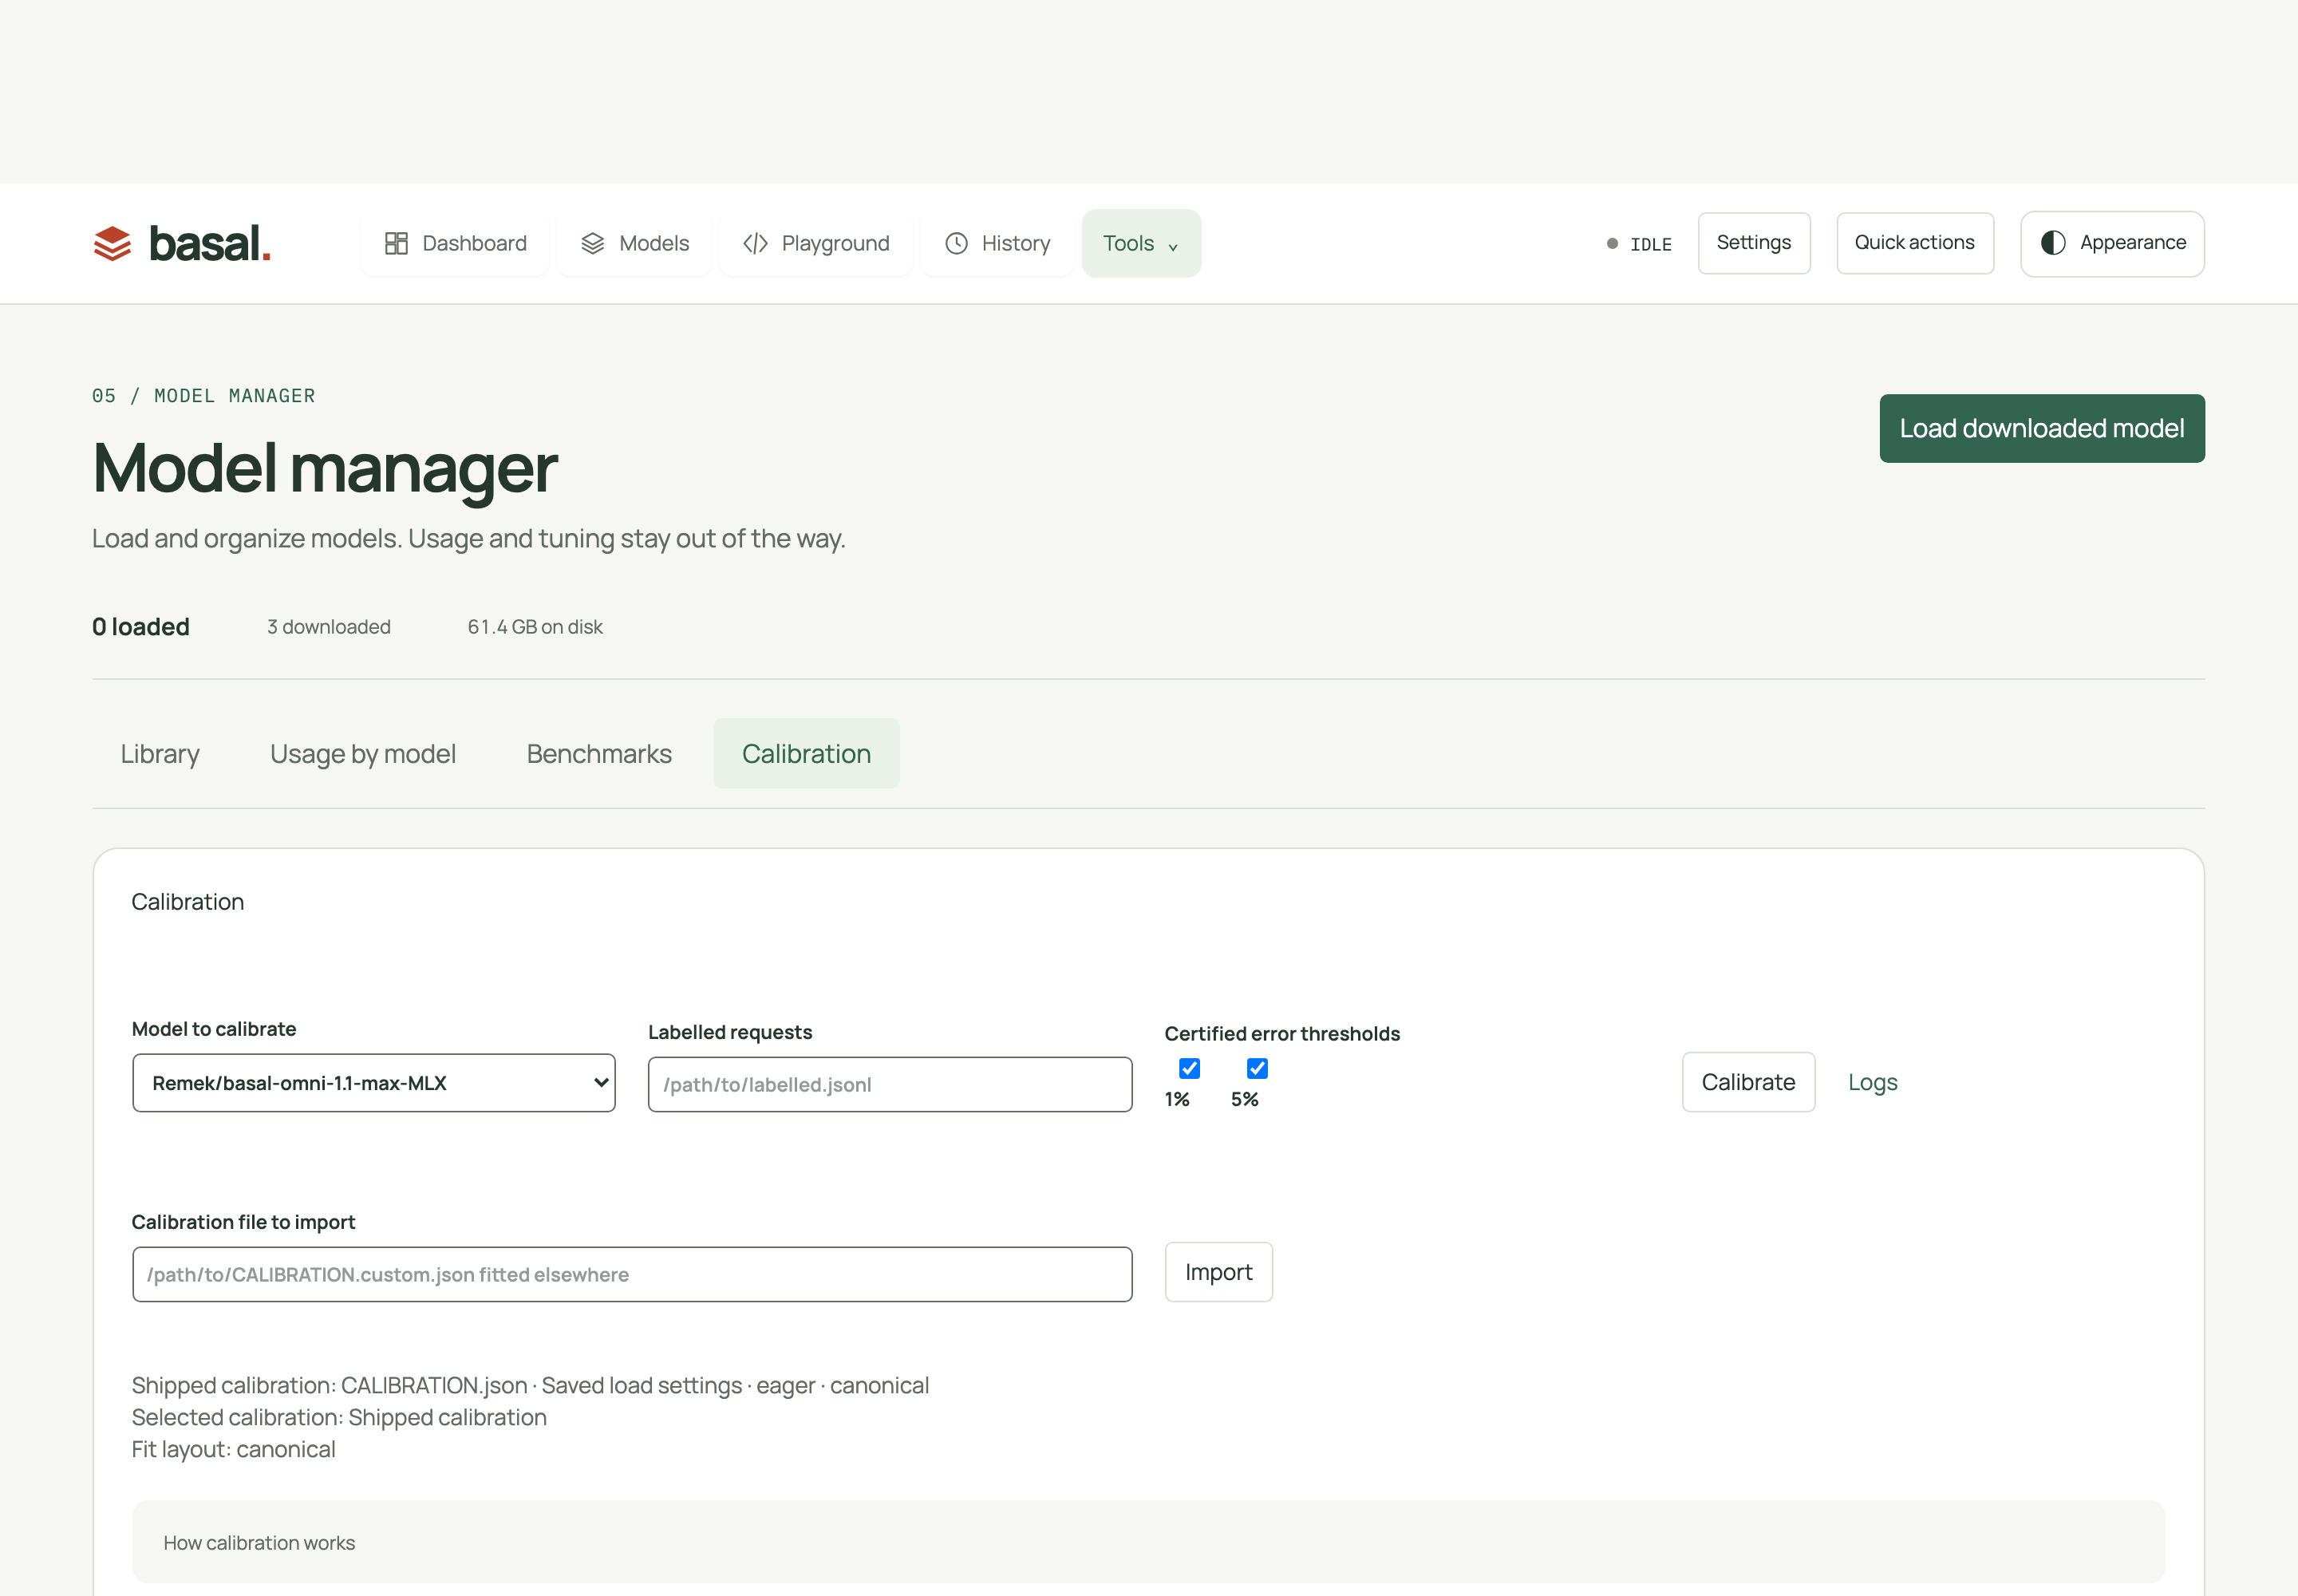 basal.
Dashboard
Models
Playground
History
Tools
IDLE
Settings
Quick actions
Appearance
05 / MODEL MANAGER
Model manager
Load downloaded model
Load and organize models. Usage and tuning stay out of the way.
0 loaded
3 downloaded
61.4 GB on disk
Library
Usage by model
Benchmarks
Calibration
Calibration
Model to calibrate
Labelled requests
Certified error thresholds
Remek/basal-omni-1.1-max-MLX
/path/to/labelled.jsonl
1%
5%
Calibrate
Logs
Calibration file to import
/path/to/CALIBRATION.custom.json fitted elsewhere
Import
Shipped calibration: CALIBRATION.json · Saved load settings · eager · canonical
Selected calibration: Shipped calibration
Fit layout: canonical
How calibration works